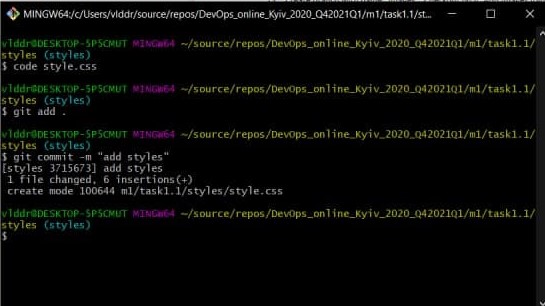 MINGW64:/c/Users/vlddr/source/repos/DevOps_online_Kyiv_2020_Q42021Q1/m1/task1.1/st...
vlddr@DESKTOP-5P5CMUT MINGW64 ~/source/repos/DevOps_online_Kyiv_2020_Q42021Q1/m1/task1.1/
styles (styles)
$ code style.css
vlddr@DESKTOP-5P5CMUT MINGW64 ~/source/repos/DevOps_online_Kyiv_2020_Q42021Q1/m1/task1.1/
styles (styles)
$ git add .
vlddr@DESKTOP-5P5CMUT MINGW64 ~/source/repos/DevOps_online_Kyiv_2020_Q42021Q1/m1/task1.1/
styles (styles)
$ git commit -m "add styles"
[styles 3715673] add styles
 1 file changed, 6 insertions(+)
 create mode 100644 m1/task1.1/styles/style.css
vlddr@DESKTOP-5P5CMUT MINGW64 ~/source/repos/DevOps_online_Kyiv_2020_Q42021Q1/m1/task1.1/
styles (styles)
$